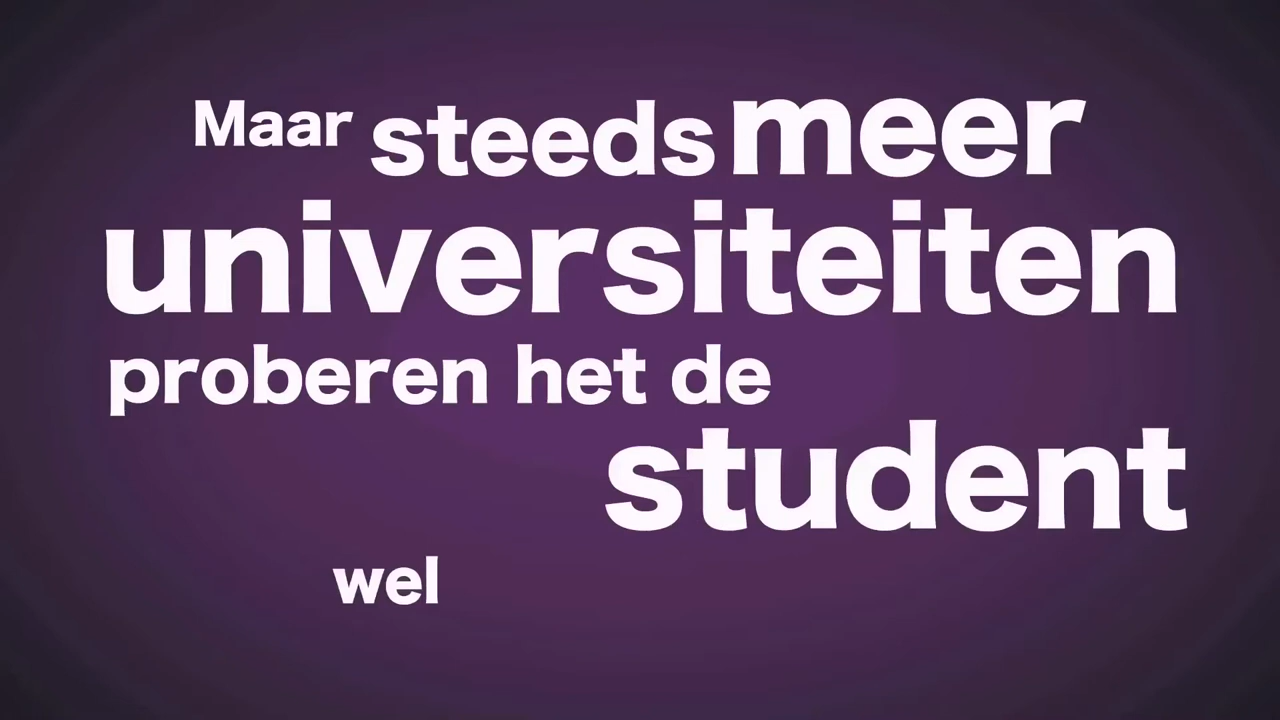 Maar steeds meer
universiteiten
proberen het de
student
wel